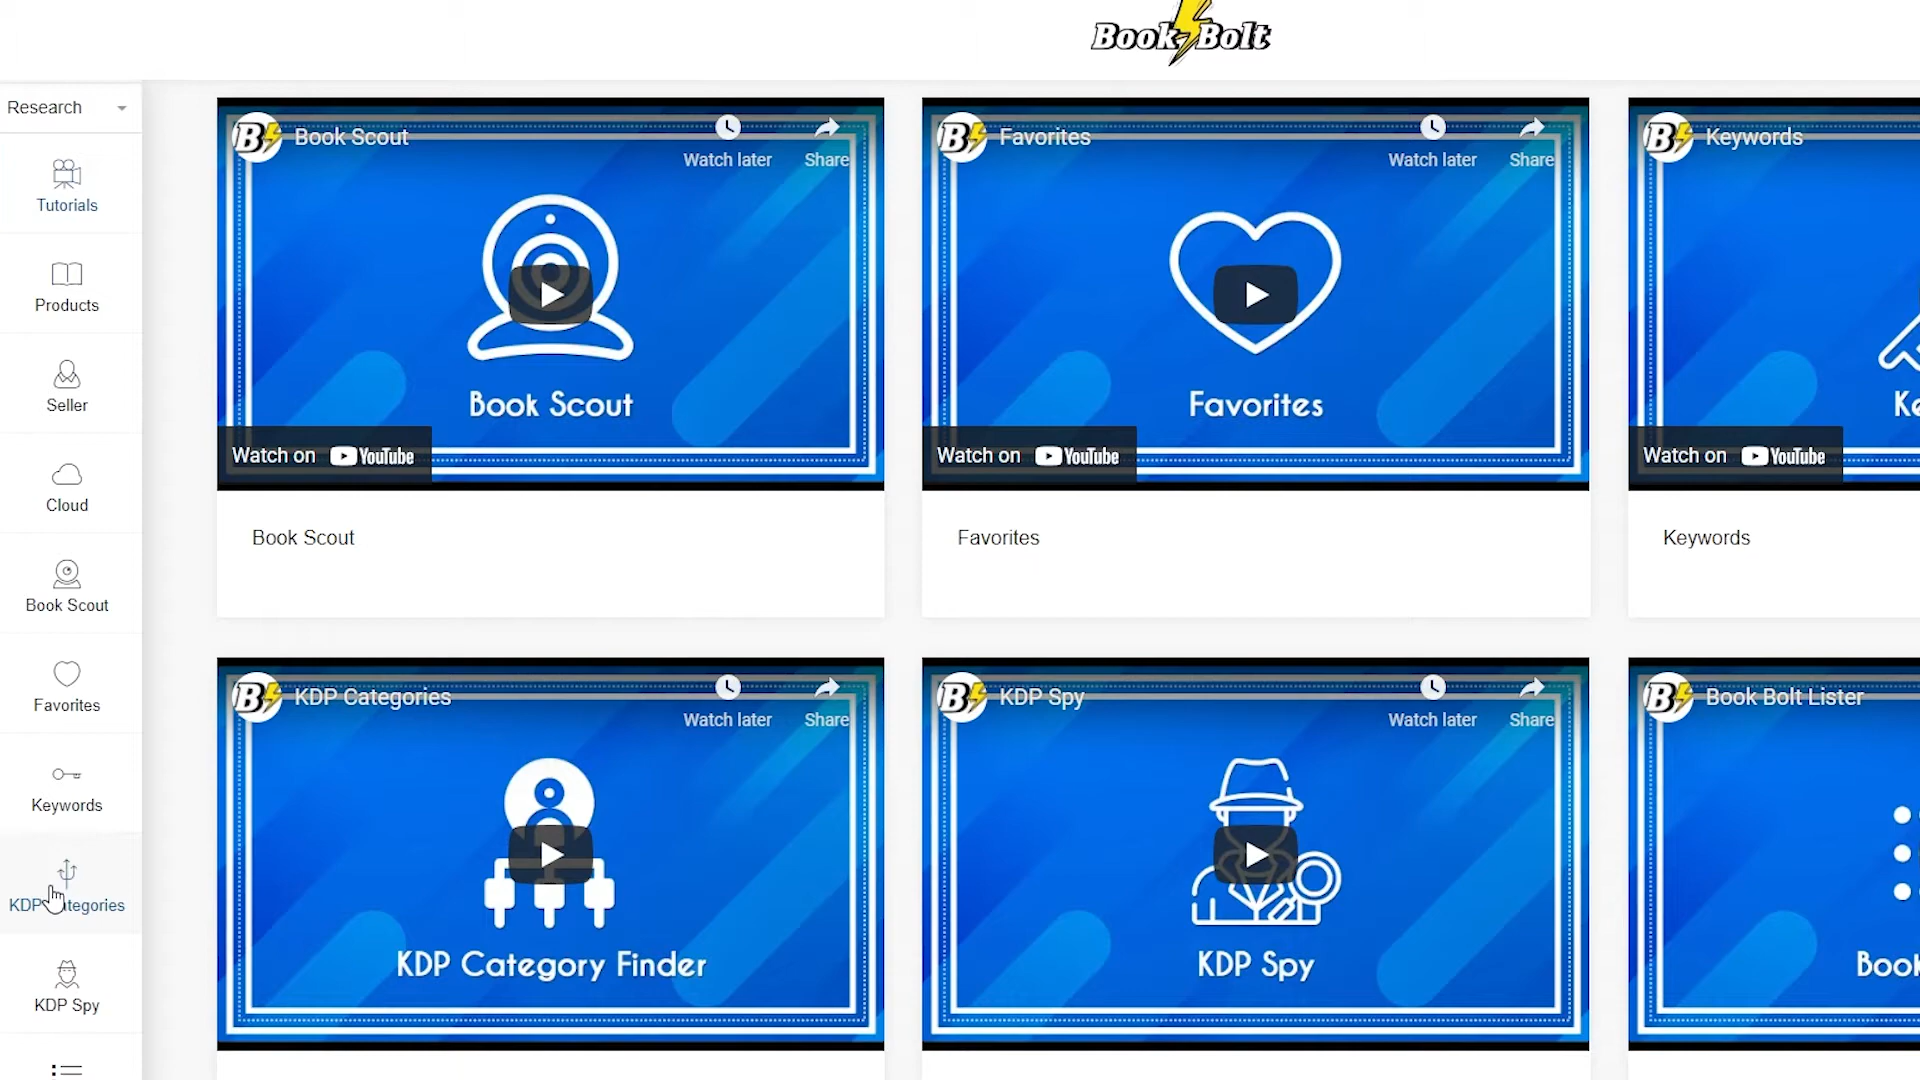 Book Bolt
Research
Tutorials
Products
Seller
Cloud
Book Scout
Favorites
Keywords
KDP
KDP Spy
Book Scout
Watch later
Share
Book Scout
Watch on YouTube
Book Scout
Favorites
Watch later
Share
Favorites
Watch on YouTube
Favorites
Keywords
Ke
Watch on YouTube
Keywords
KDP Categories
Watch later
Share
KDP Category Finder
KDP Spy
Watch later
Share
KDP Spy
Book Bolt Lister
Book